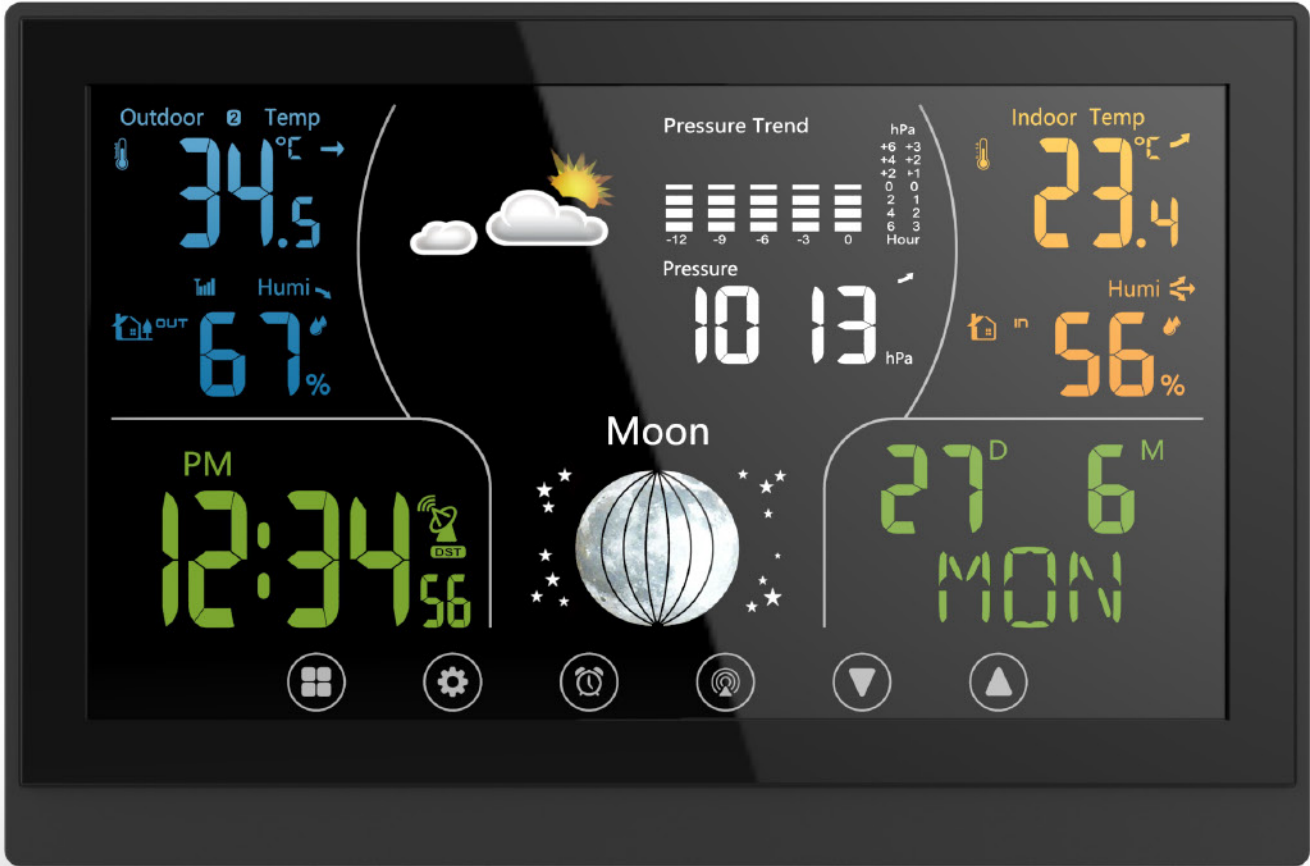 Outdoor 2 Temp
34.5 °C
Humi
OUT 67 %
Pressure Trend
hPa
+6 +3
+4 +2
+2 +1
0 0
2 1
4 2
6 3
-12 -9 -6 -3 0 Hour
Pressure
10 13 hPa
Indoor Temp
23.4 °C
Humi
IN 56 %
PM
12:34 56
DST
Moon
27 D 6 M
MON